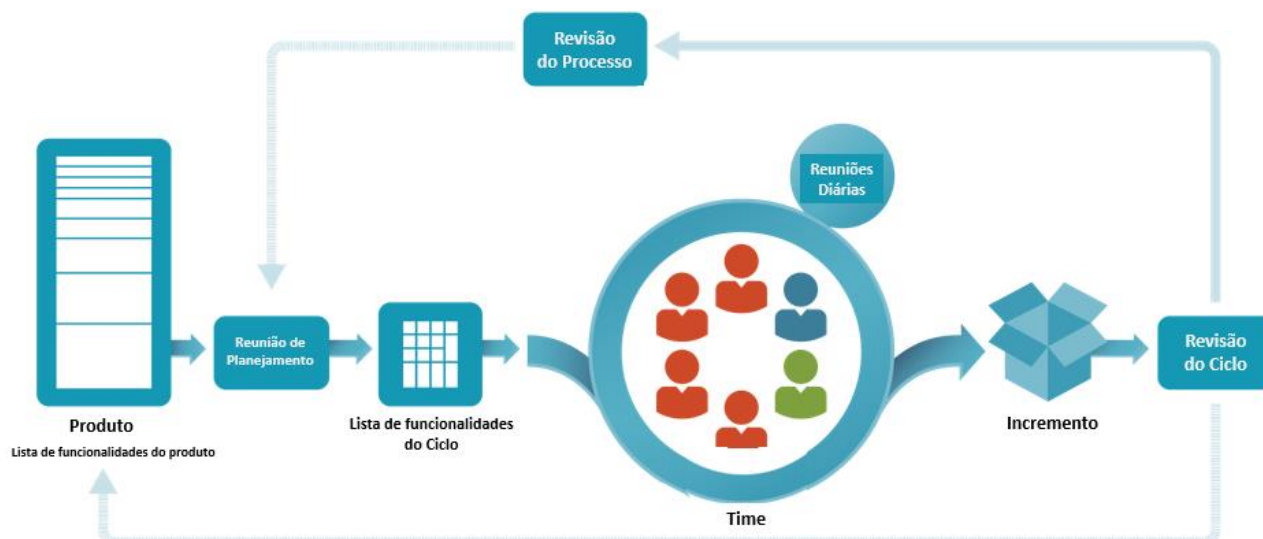 Revisão
do Processo
Reuniões
Diárias
Reunião de
Planejamento
Revisão
do Ciclo
Produto
Lista de funcionalidades do produto
Lista de funcionalidades
do Ciclo
Incremento
Time